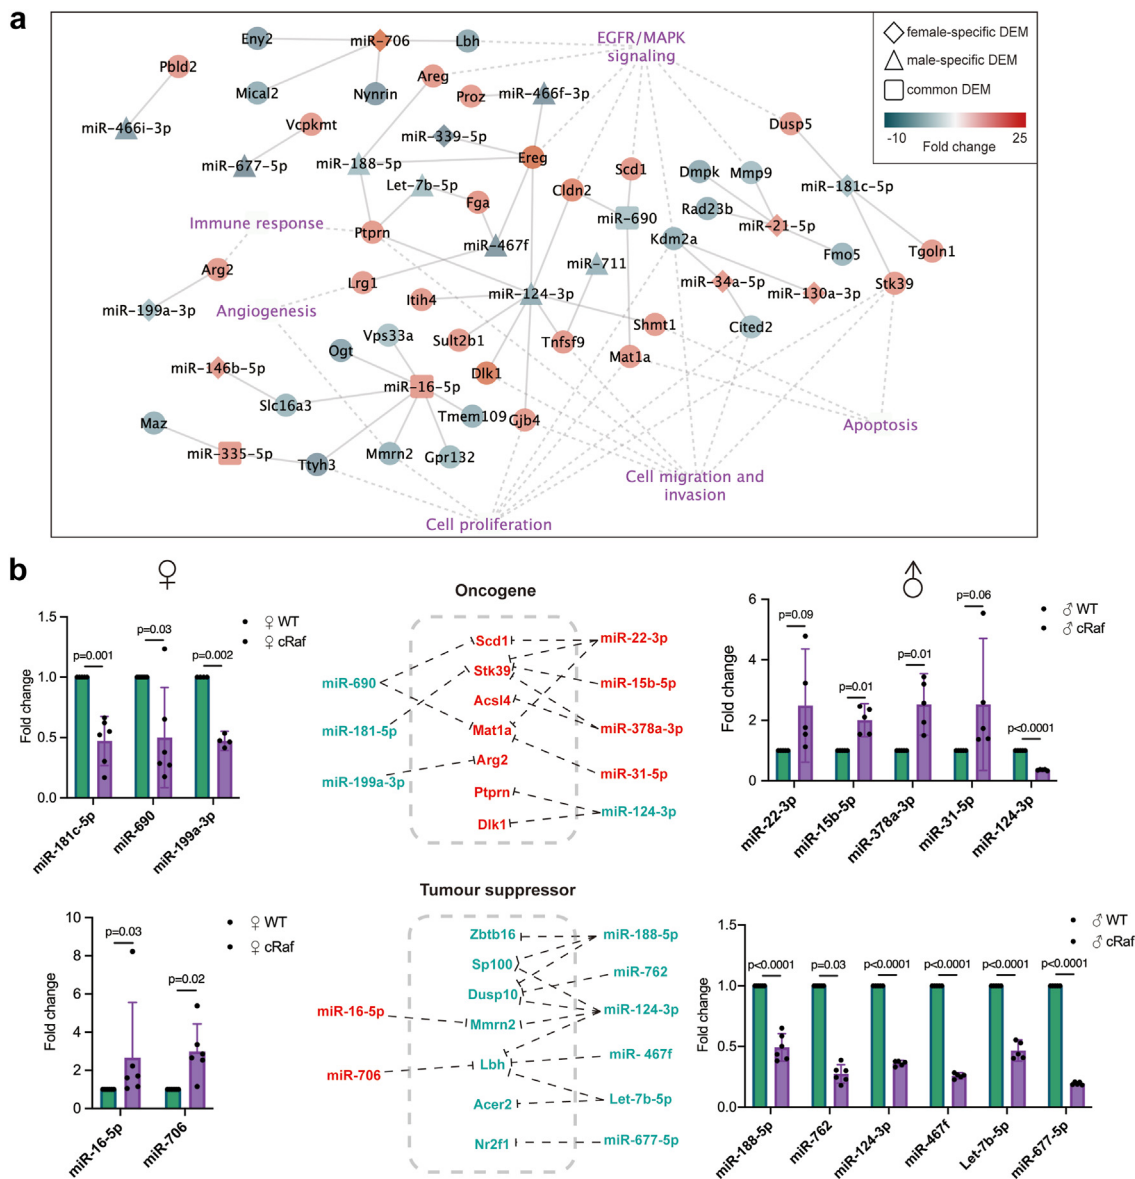 a
Eny2
miR-706
Lbh
EGFR/MAPK
signaling
female-specific DEM
male-specific DEM
common DEM
-10
25
Fold change
Pbld2
Areg
Mical2
Nynrin
Proz
miR-466f-3p
miR-466i-3p
Vcpkmt
miR-339-5p
Dusp5
miR-677-5p
miR-188-5p
Ereg
Scd1
Dmpk
Mmp9
Let-7b-5p
Cldn2
miR-181c-5p
Fga
Rad23b
miR-690
miR-21-5p
Immune response
Ptprn
miR-467f
Kdm2a
Fmo5
Tgoln1
Arg2
miR-711
Lrg1
miR-34a-5p
Stk39
miR-199a-3p
Angiogenesis
Itih4
miR-124-3p
miR-130a-3p
Vps33a
Sult2b1
Tnfsf9
Shmt1
Cited2
Ogt
Mat1a
miR-146b-5p
Dlk1
miR-16-5p
Slc16a3
Tmem109
Gjb4
Maz
Apoptosis
miR-335-5p
Ttyh3
Mmrn2
Gpr132
Cell migration and
invasion
Cell proliferation
b
♀
Oncogene
♂
1.5
1.0
0.5
0.0
Fold change
p=0.001
p=0.03
p=0.002
♀ WT
♀ cRaf
miR-181c-5p
miR-690
miR-199a-3p
miR-690
miR-181-5p
miR-199a-3p
Scd1
Stk39
Acsl4
Mat1a
Arg2
Ptprn
Dlk1
miR-22-3p
miR-15b-5p
miR-378a-3p
miR-31-5p
miR-124-3p
6
4
2
0
Fold change
p=0.09
p=0.01
p=0.01
p=0.06
p<0.0001
♂ WT
♂ cRaf
miR-22-3p
miR-15b-5p
miR-378a-3p
miR-31-5p
miR-124-3p
Tumour suppressor
10
8
6
4
2
0
Fold change
p=0.03
p=0.02
♀ WT
♀ cRaf
miR-16-5p
miR-706
miR-16-5p
miR-706
Zbtb16
Sp100
Dusp10
Mmrn2
Lbh
Acer2
Nr2f1
miR-188-5p
miR-762
miR-124-3p
miR- 467f
Let-7b-5p
miR-677-5p
1.5
1.0
0.5
0.0
Fold change
p<0.0001
p=0.03
p<0.0001
p<0.0001
p<0.0001
p<0.0001
♂ WT
♂ cRaf
miR-188-5p
miR-762
miR-124-3p
miR-467f
Let-7b-5p
miR-677-5p